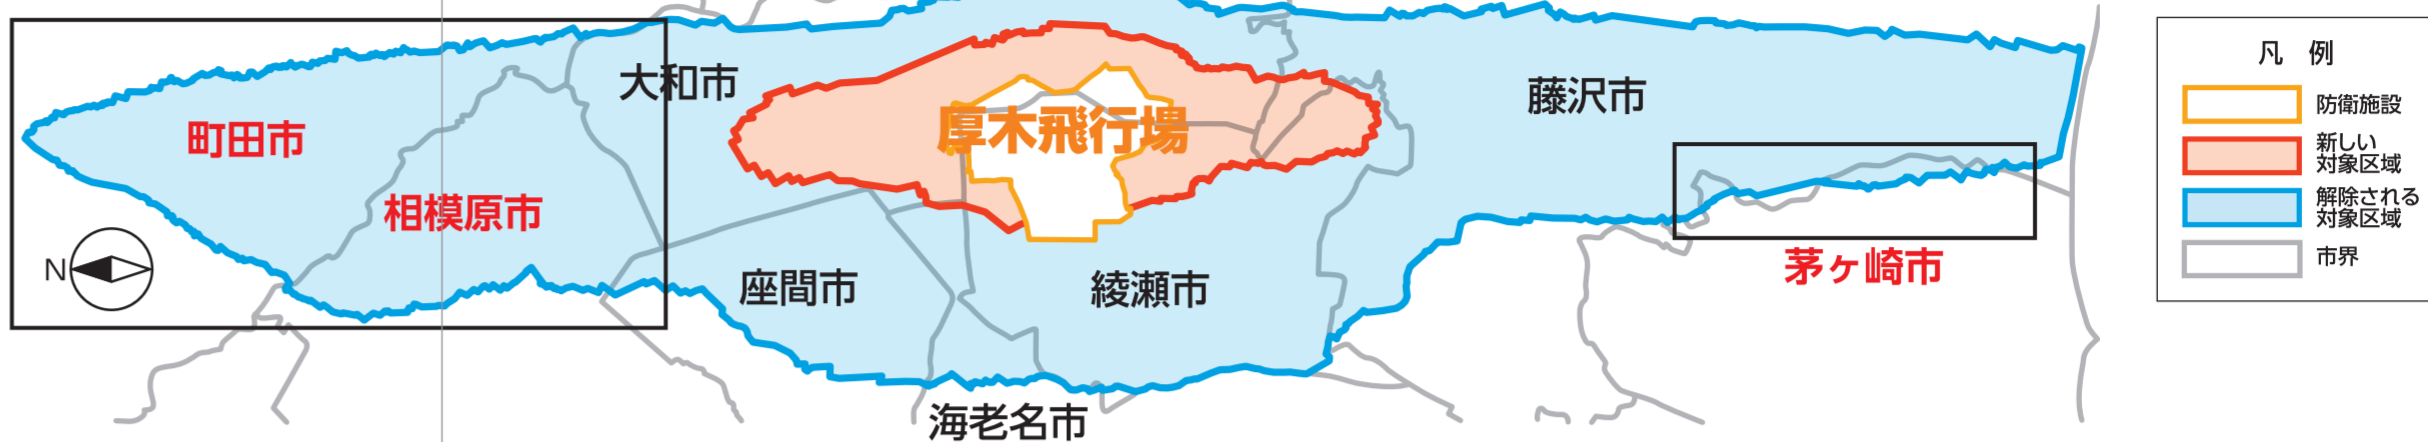 大和市
藤沢市
町田市
厚木飛行場
相模原市
N
座間市
綾瀬市
茅ヶ崎市
海老名市
凡 例
防衛施設
新しい
対象区域
解除される
対象区域
市界